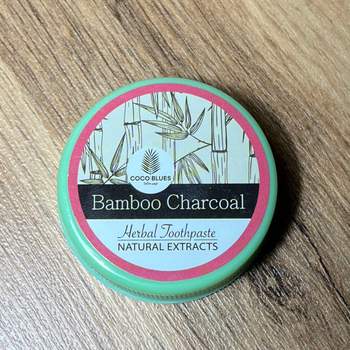 COCO BLUES
Bamboo Charcoal
Herbal Toothpaste
NATURAL EXTRACTS